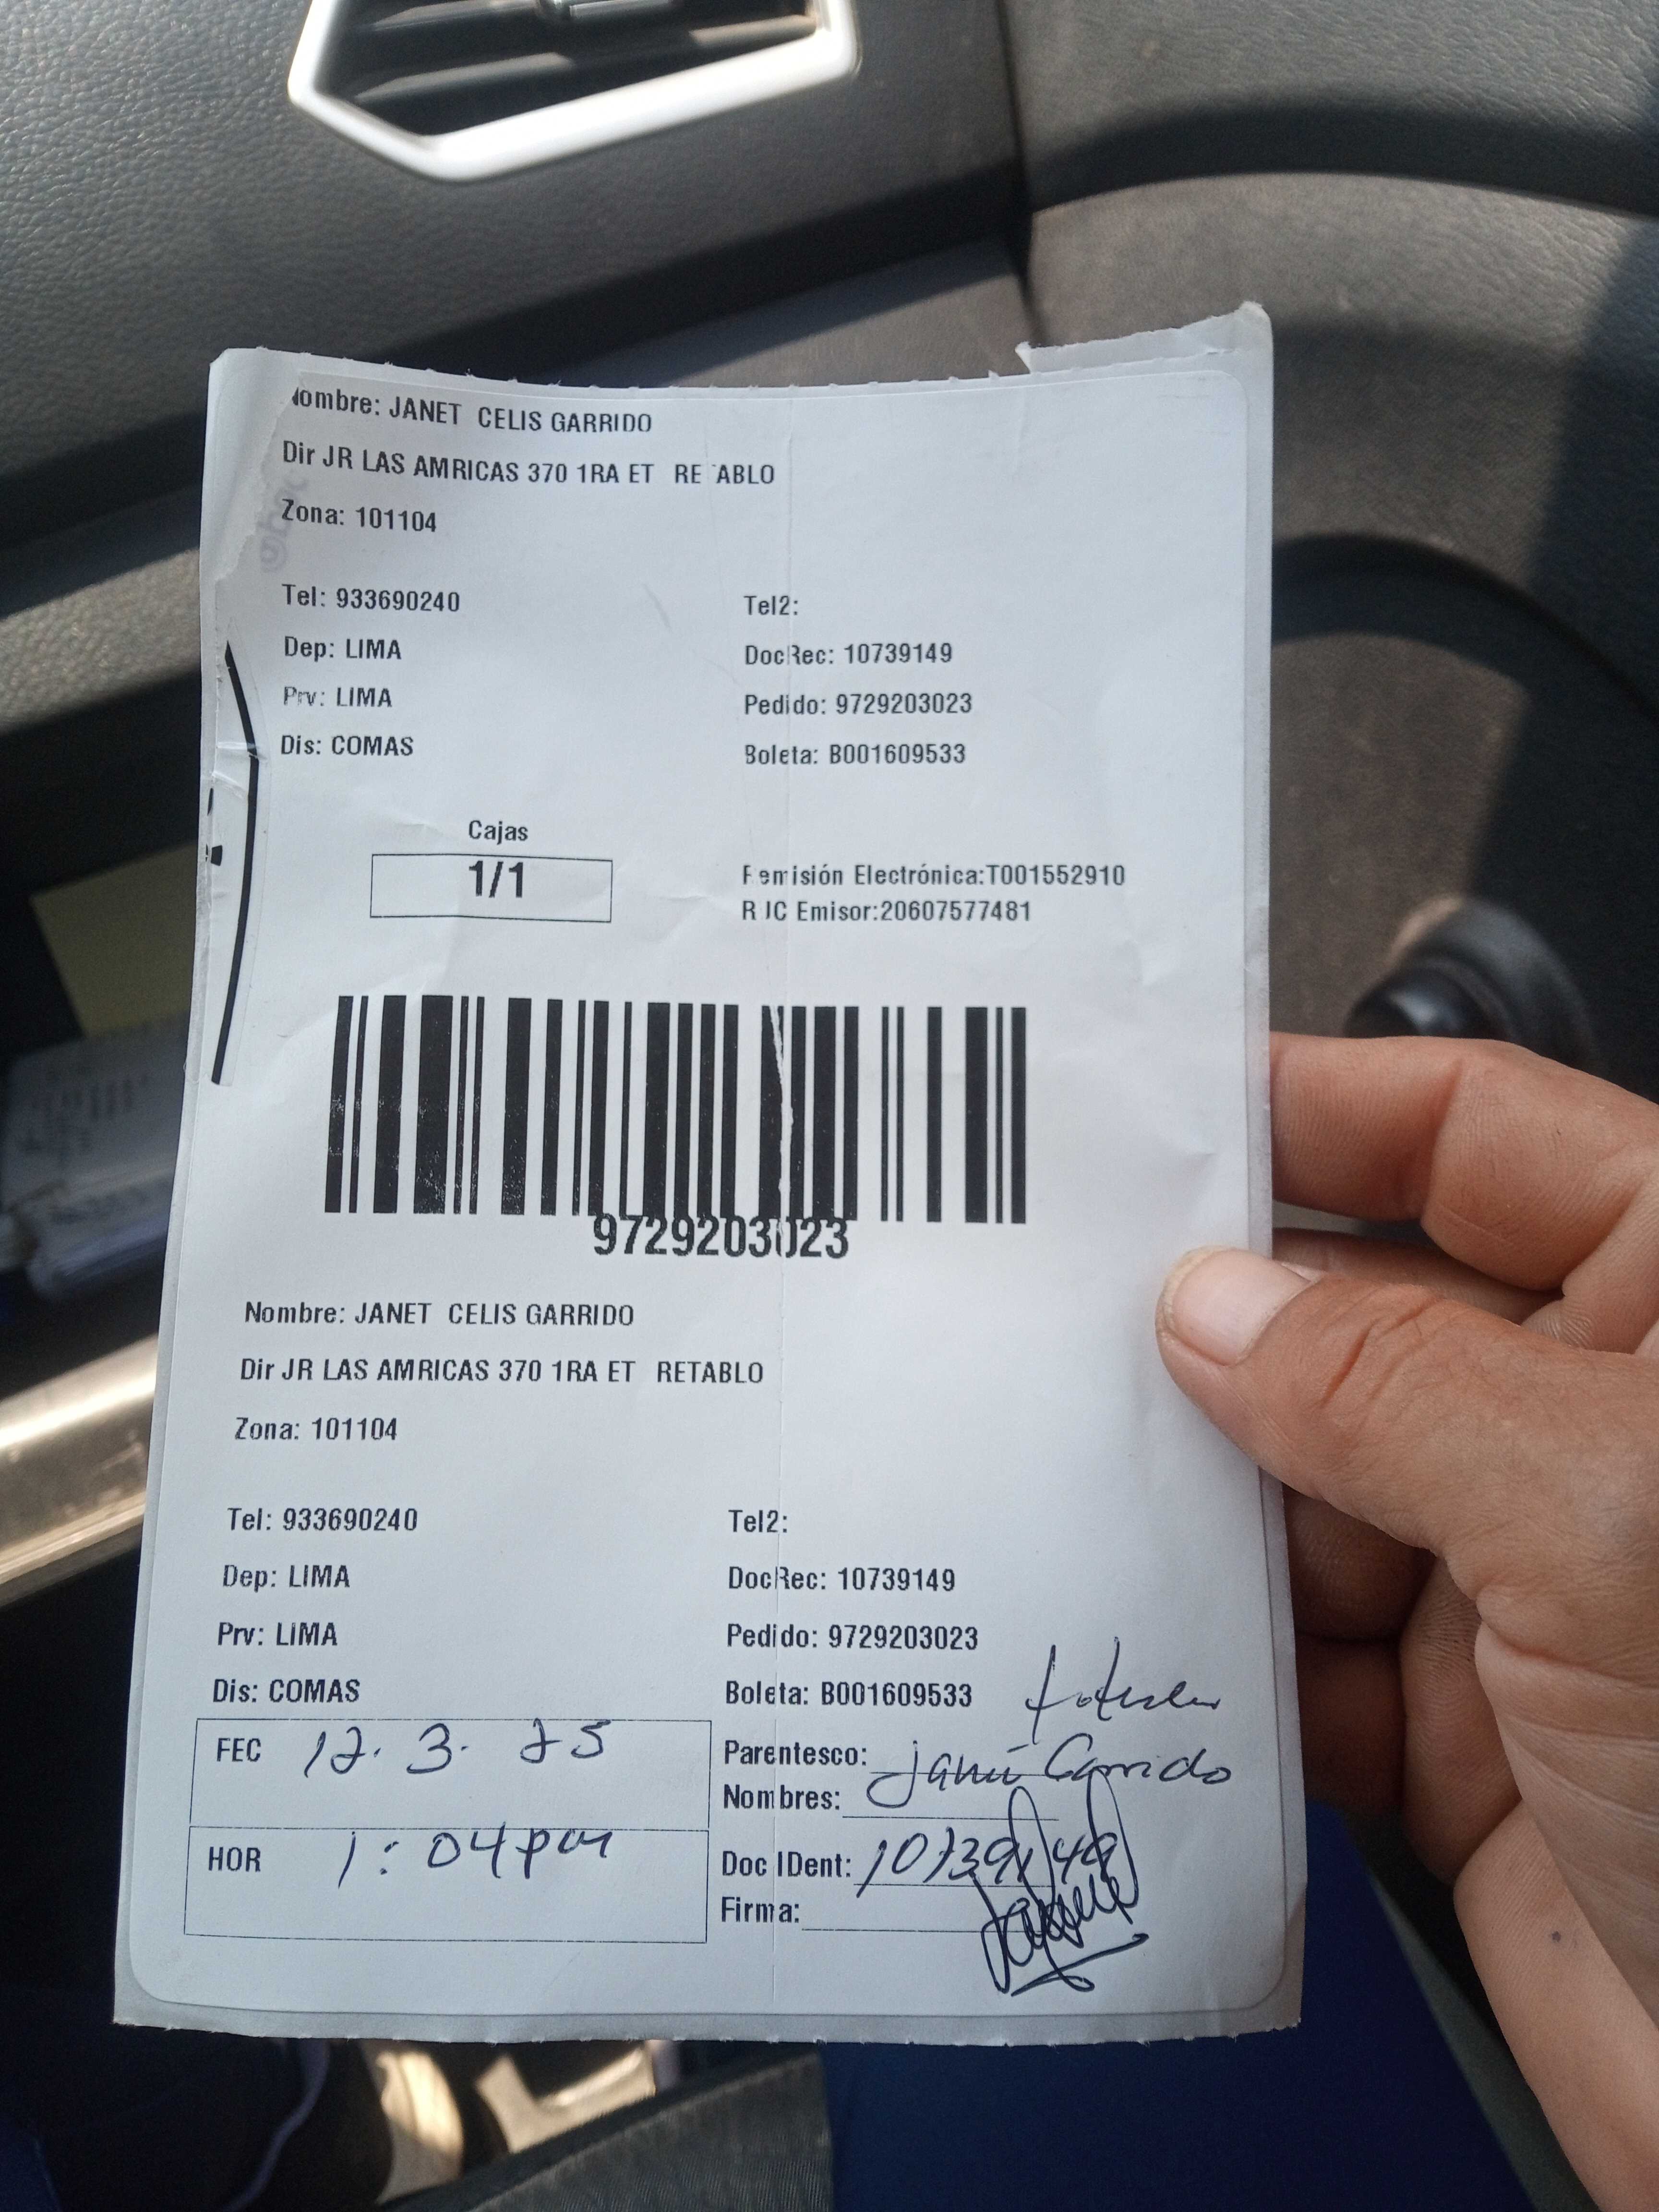 Nombre: JANET CELIS GARRIDO
Dir JR LAS AMRICAS 370 1RA ET RETABLO
Zona: 101104
Tel: 933690240 Tel2:
Dep: LIMA DocRec: 10739149
Prv: LIMA Pedido: 9729203023
Dis: COMAS Boleta: B001609533
Cajas
1/1
Remisión Electrónica:T001552910
RUC Emisor:20607577481
9729203023
Nombre: JANET CELIS GARRIDO
Dir JR LAS AMRICAS 370 1RA ET RETABLO
Zona: 101104
Tel: 933690240 Tel2:
Dep: LIMA DocRec: 10739149
Prv: LIMA Pedido: 9729203023
Dis: COMAS Boleta: B001609533
FEC 12. 3. 25 Parentesco:
Nombres: Garrido
HOR 1:04pm Doc IDent: 10739149
Firma: